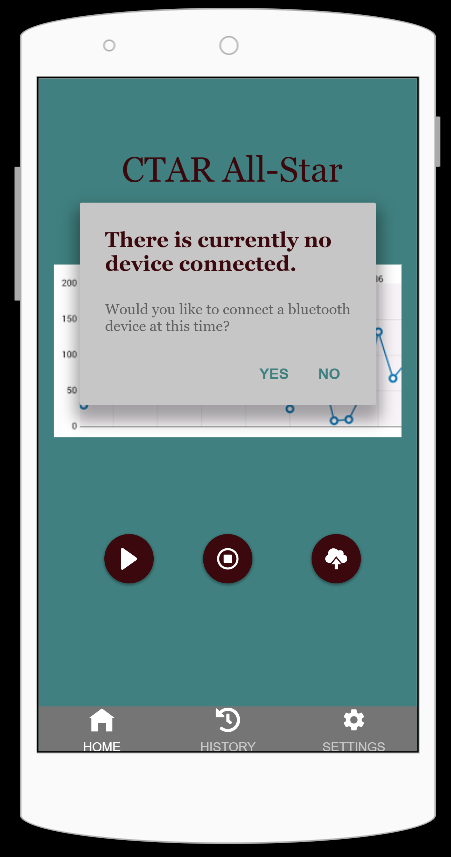 CTAR All-Star
There is currently no
device connected.
Would you like to connect a bluetooth
device at this time?
YES NO
200
150
100
50
0
HOME HISTORY SETTINGS